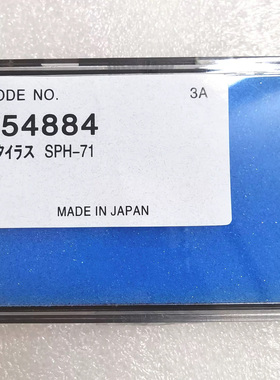 ODE NO. 3A
54884
タイラス SPH-71
MADE IN JAPAN